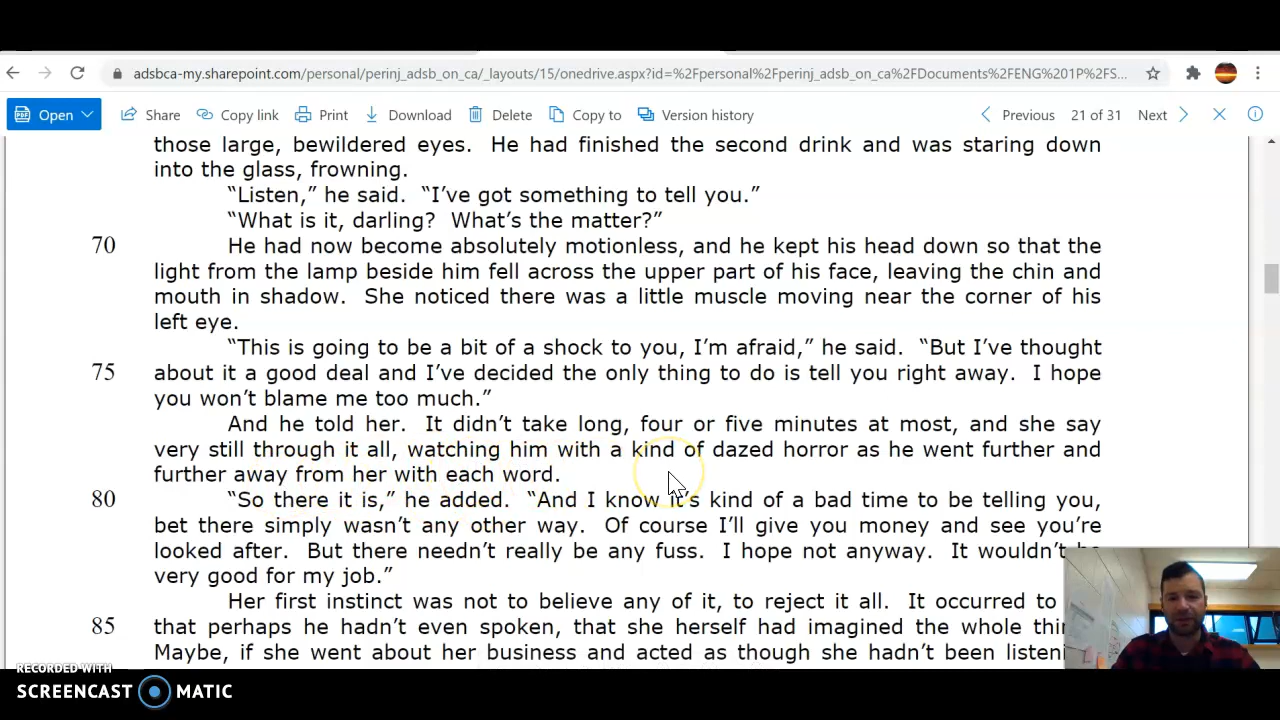 adsbca-my.sharepoint.com/personal/perinj_adsb_on_ca/_layouts/15/onedrive.aspx?id=%2Fpersonal%2Fperinj_adsb_on_ca%2FDocuments%2FENG%201P%2FS...
Open Share Copy link Print Download Delete Copy to Version history Previous 21 of 31 Next
those large, bewildered eyes. He had finished the second drink and was staring down
into the glass, frowning.
“Listen,” he said. “I’ve got something to tell you.”
“What is it, darling? What’s the matter?”
70 He had now become absolutely motionless, and he kept his head down so that the
light from the lamp beside him fell across the upper part of his face, leaving the chin and
mouth in shadow. She noticed there was a little muscle moving near the corner of his
left eye.
“This is going to be a bit of a shock to you, I’m afraid,” he said. “But I’ve thought
75 about it a good deal and I’ve decided the only thing to do is tell you right away. I hope
you won’t blame me too much.”
And he told her. It didn’t take long, four or five minutes at most, and she say
very still through it all, watching him with a kind of dazed horror as he went further and
further away from her with each word.
80 “So there it is,” he added. “And I know it’s kind of a bad time to be telling you,
bet there simply wasn’t any other way. Of course I’ll give you money and see you’re
looked after. But there needn’t really be any fuss. I hope not anyway. It wouldn’t
very good for my job.”
Her first instinct was not to believe any of it, to reject it all. It occurred to
85 that perhaps he hadn’t even spoken, that she herself had imagined the whole
Maybe, if she went about her business and acted as though she hadn’t been
RECORDED WITH
SCREENCAST MATIC